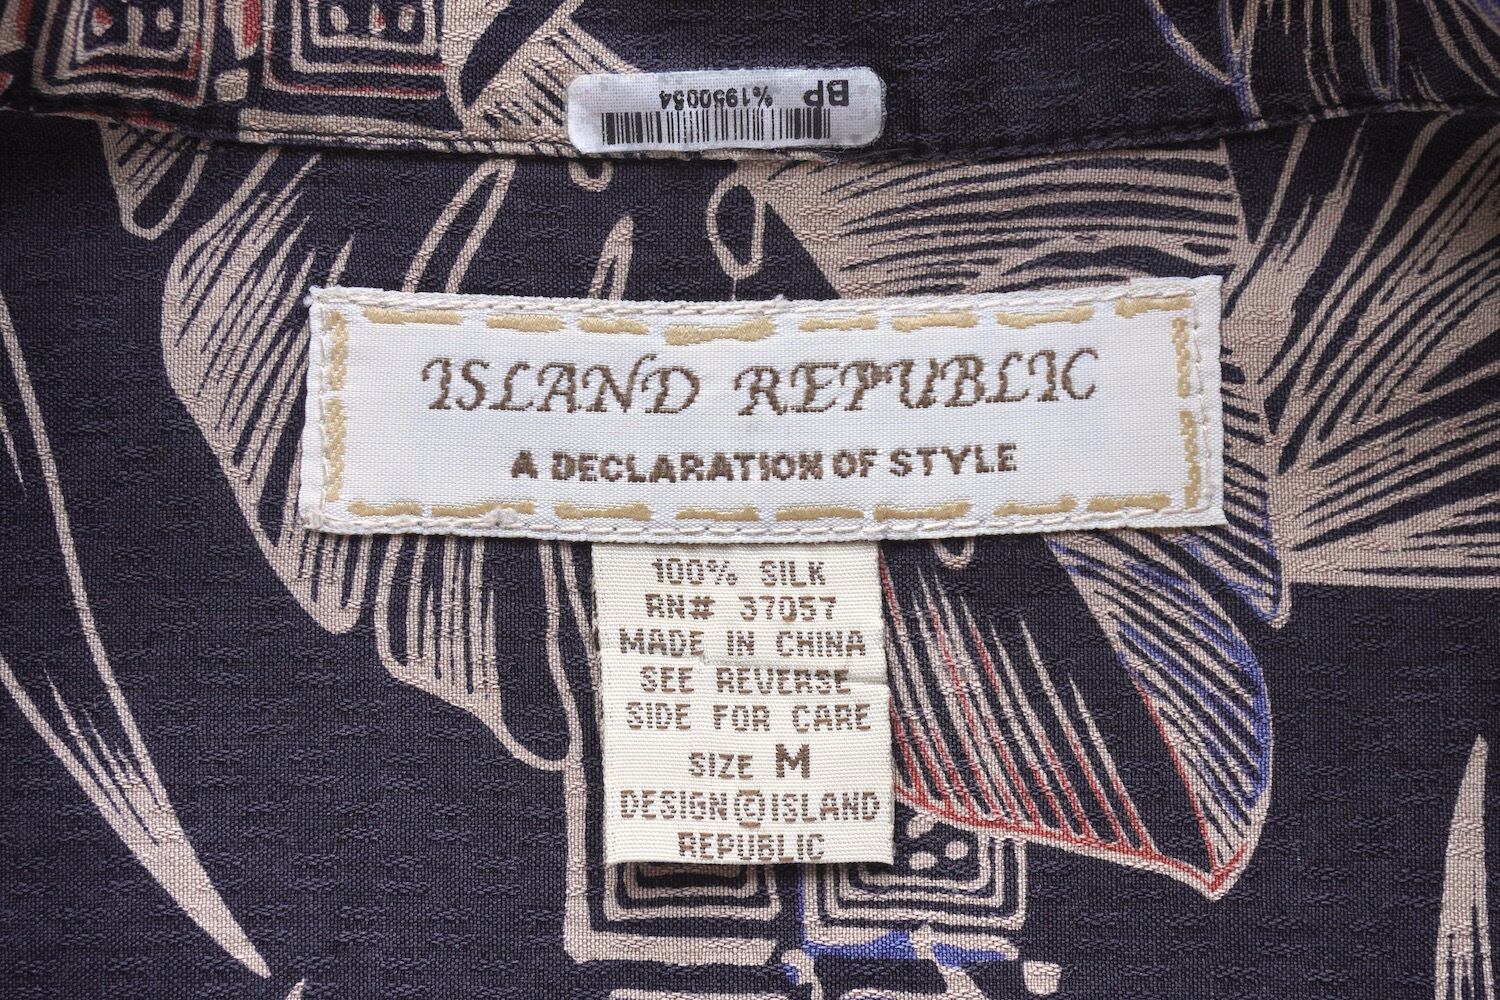 BP
%1950054
ISLAND REPUBLIC
A DECLARATION OF STYLE
100% SILK
RN# 37057
MADE IN CHINA
SEE REVERSE
SIDE FOR CARE
SIZE M
DESIGN©ISLAND
REPUBLIC